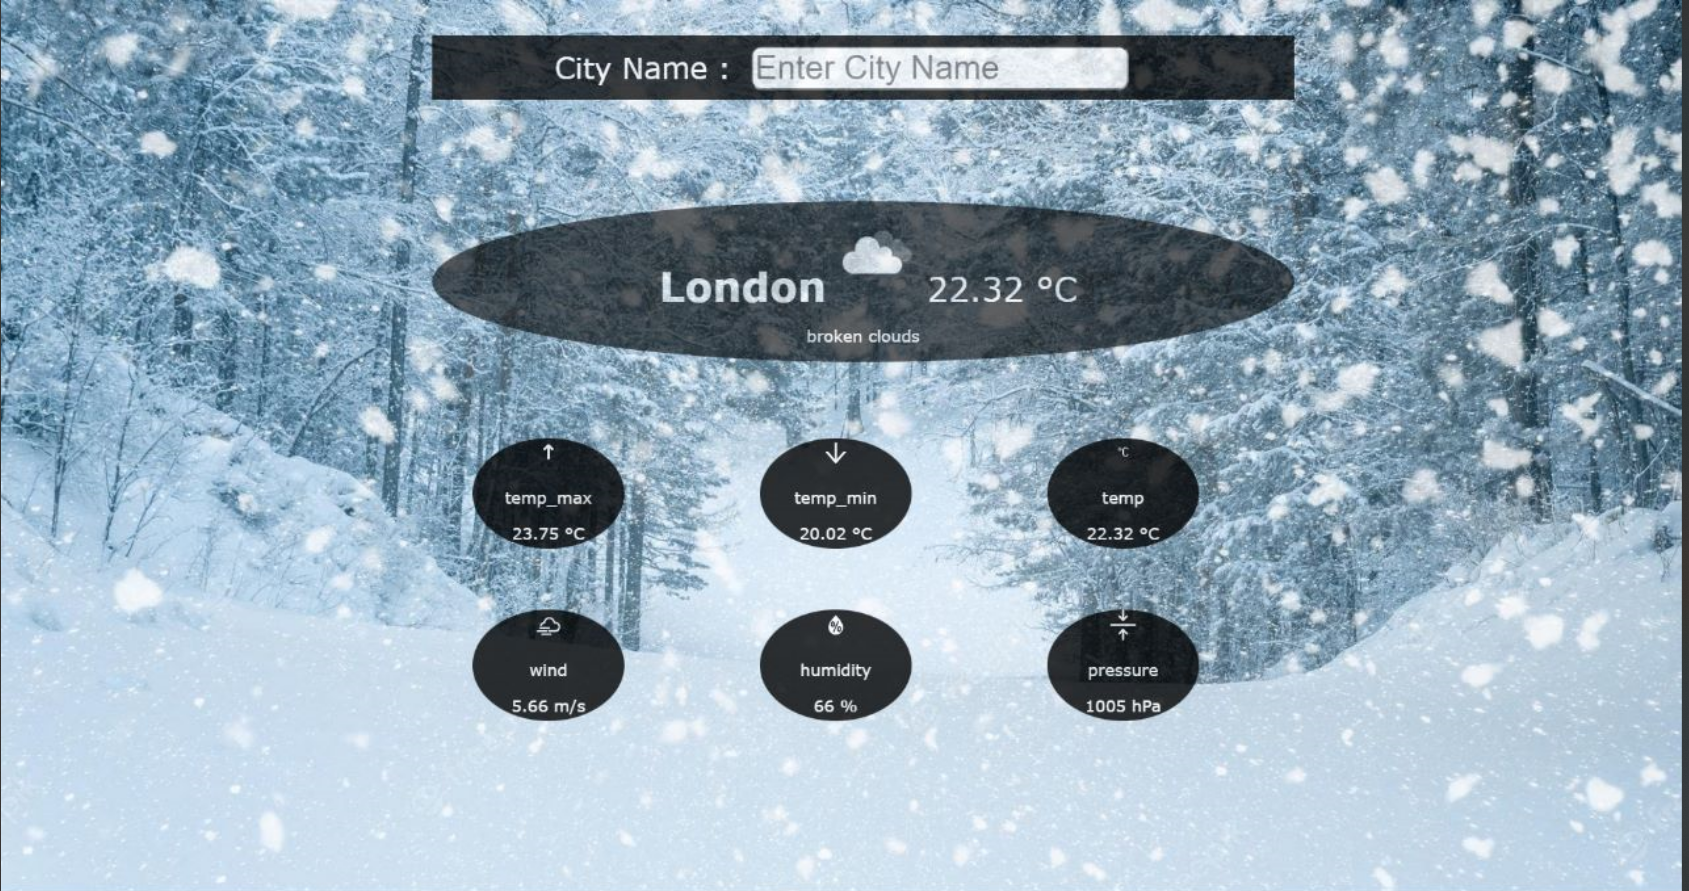 City Name :  Enter City Name
London 22.32 °C
broken clouds
°C
temp_max temp_min temp
23.75 °C 20.02 °C 22.32 °C
%
wind humidity pressure
5.66 m/s 66 % 1005 hPa